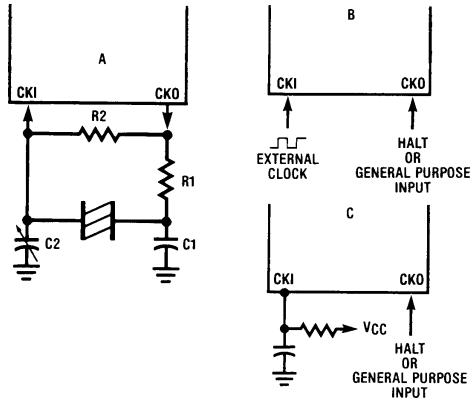 A
CKI
CKO
R2
R1
C2
C1
B
CKI
CKO
EXTERNAL
CLOCK
HALT
OR
GENERAL PURPOSE
INPUT
C
CKI
CKO
VCC
HALT
OR
GENERAL PURPOSE
INPUT